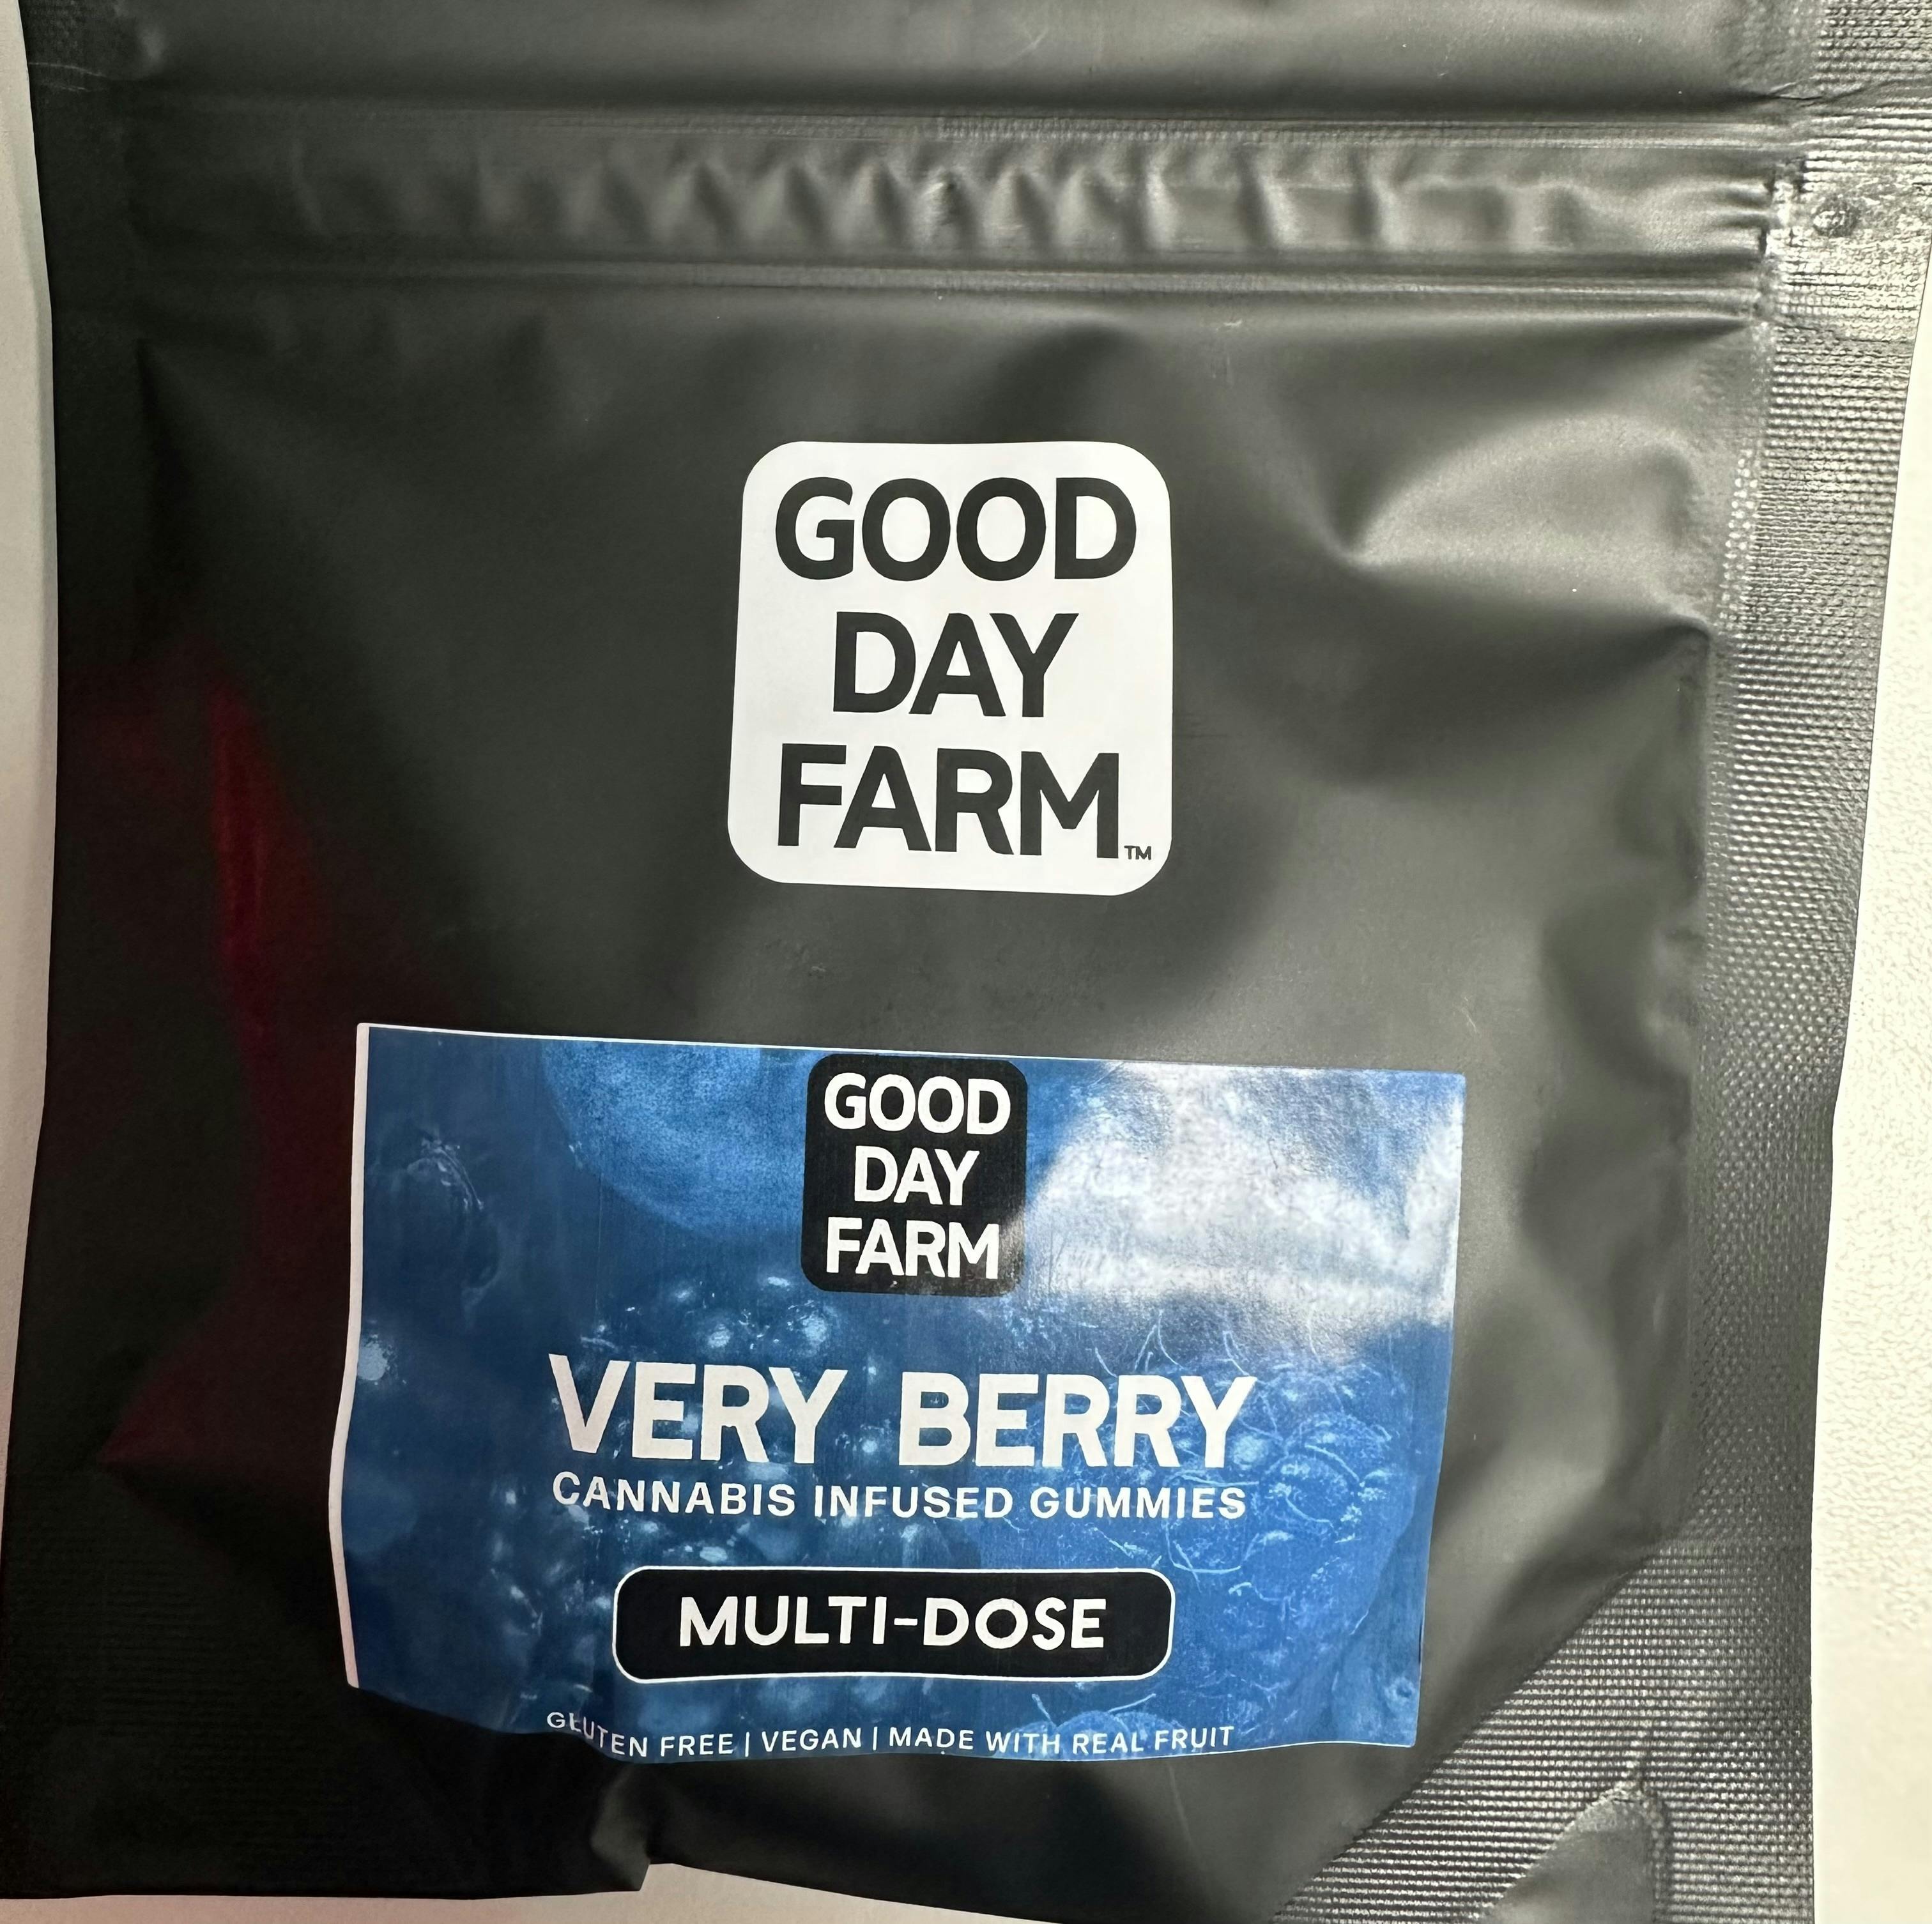 GOOD
DAY
FARM™
GOOD
DAY
FARM
VERY BERRY
CANNABIS INFUSED GUMMIES
MULTI-DOSE
GLUTEN FREE | VEGAN | MADE WITH REAL FRUIT